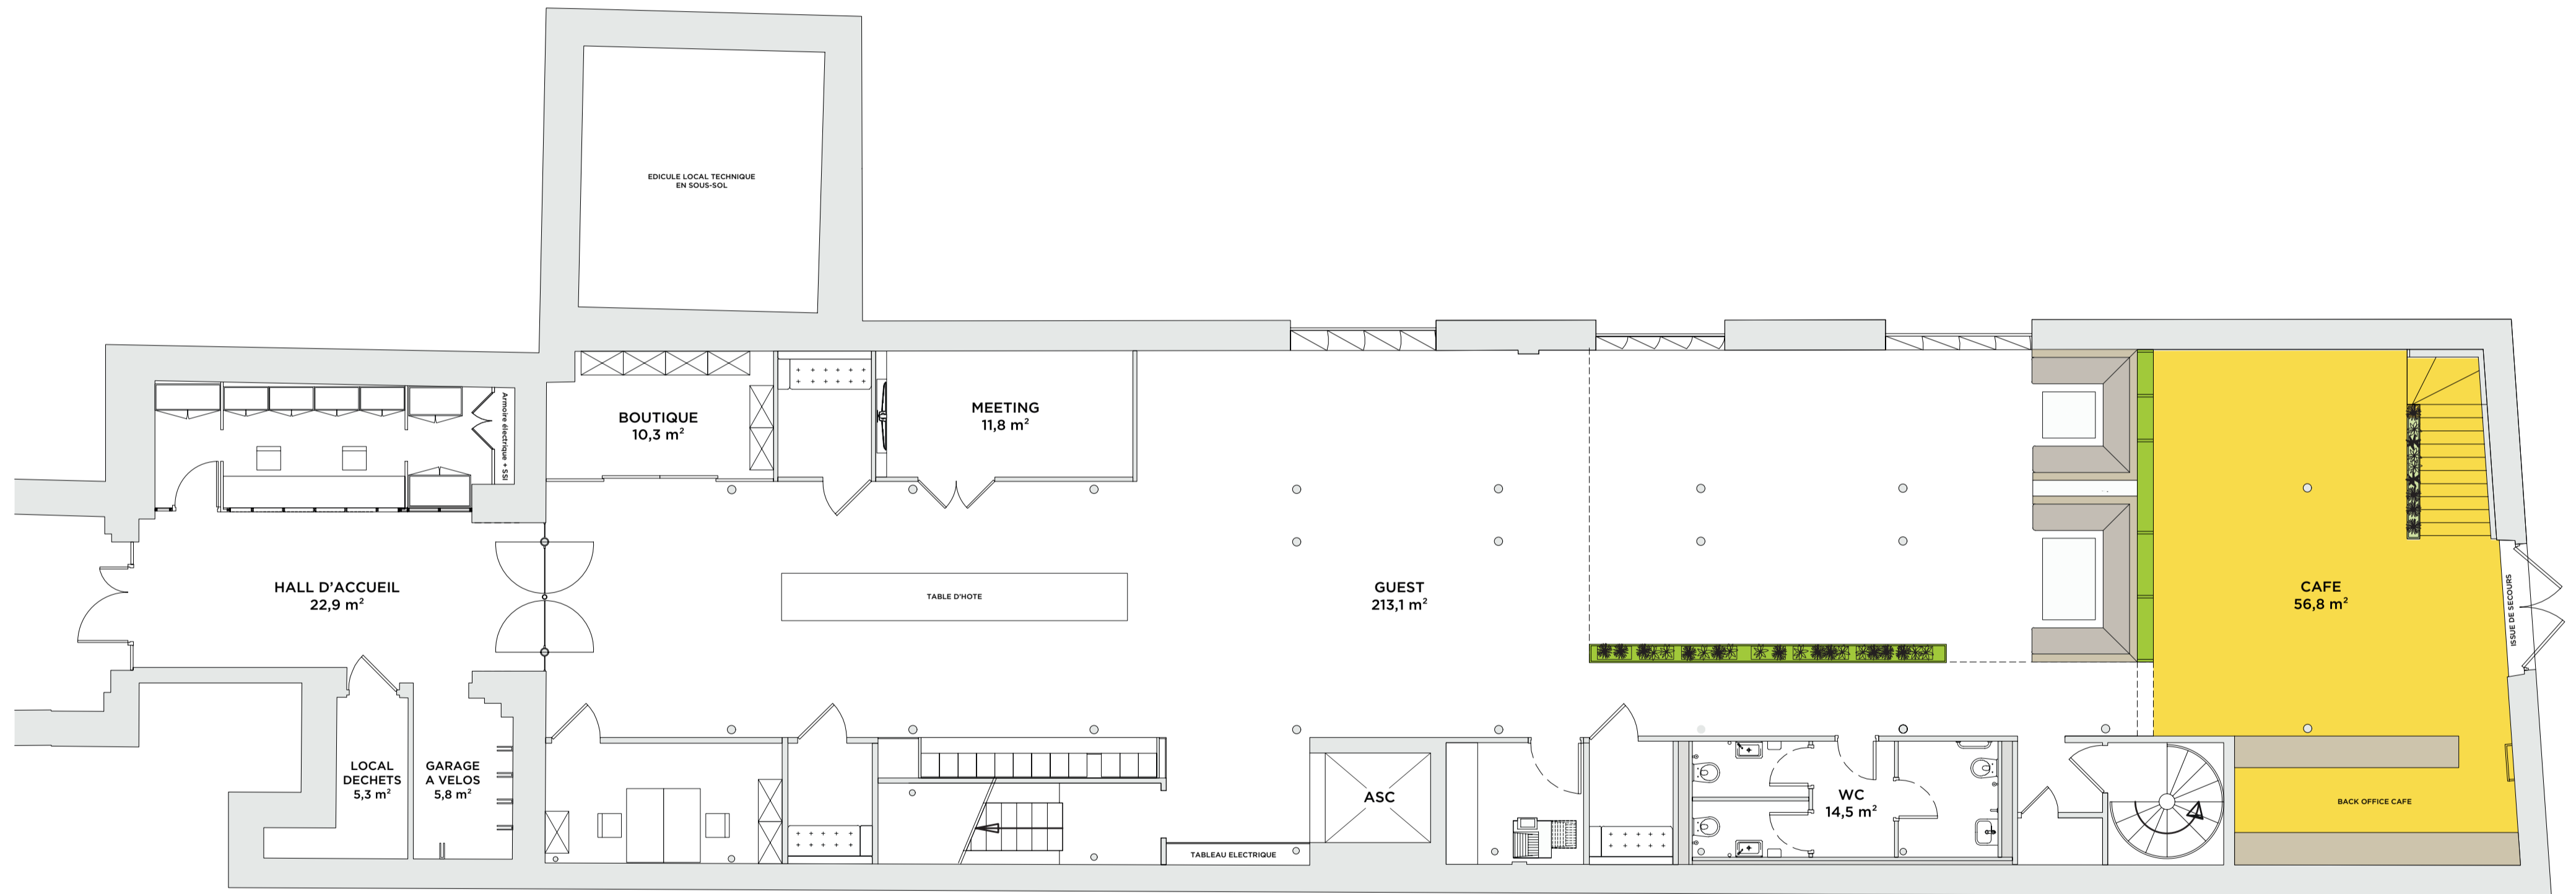 EDICULE LOCAL TECHNIQUE
EN SOUS-SOL
Armoire électrique + SSI
BOUTIQUE
10,3 m²
MEETING
11,8 m²
HALL D'ACCUEIL
22,9 m²
TABLE D'HOTE
GUEST
213,1 m²
CAFE
56,8 m²
ISSUE DE SECOURS
LOCAL
DECHETS
5,3 m²
GARAGE
A VELOS
5,8 m²
ASC
WC
14,5 m²
BACK OFFICE CAFE
TABLEAU ELECTRIQUE